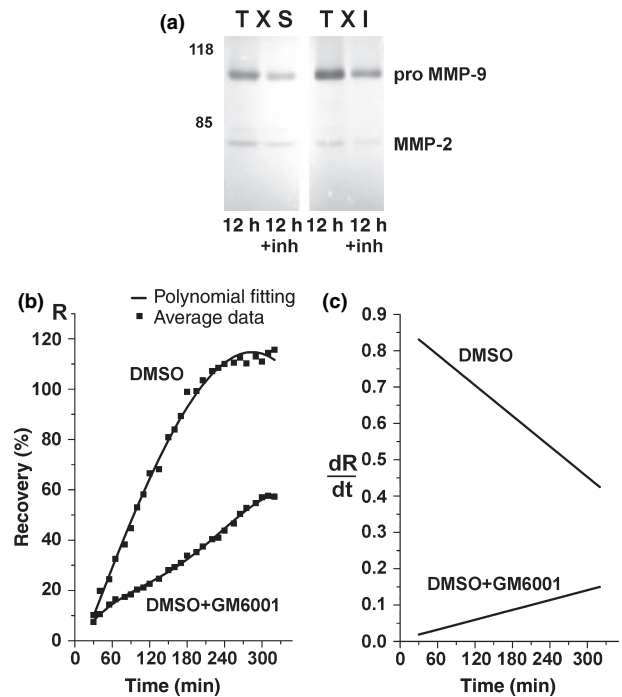 (a)
T X S T X I
118
pro MMP-9
85
MMP-2
12 h 12 h 12 h 12 h
+inh +inh
(b)
R
Polynomial fitting
Average data
120
100
80
60
40
20
0
Recovery (%)
DMSO
DMSO+GM6001
0 60 120 180 240 300
Time (min)
(c)
0.9
0.8
0.7
0.6
0.5
0.4
0.3
0.2
0.1
0.0
dR
dt
DMSO
DMSO+GM6001
0 60 120 180 240 300
Time (min)